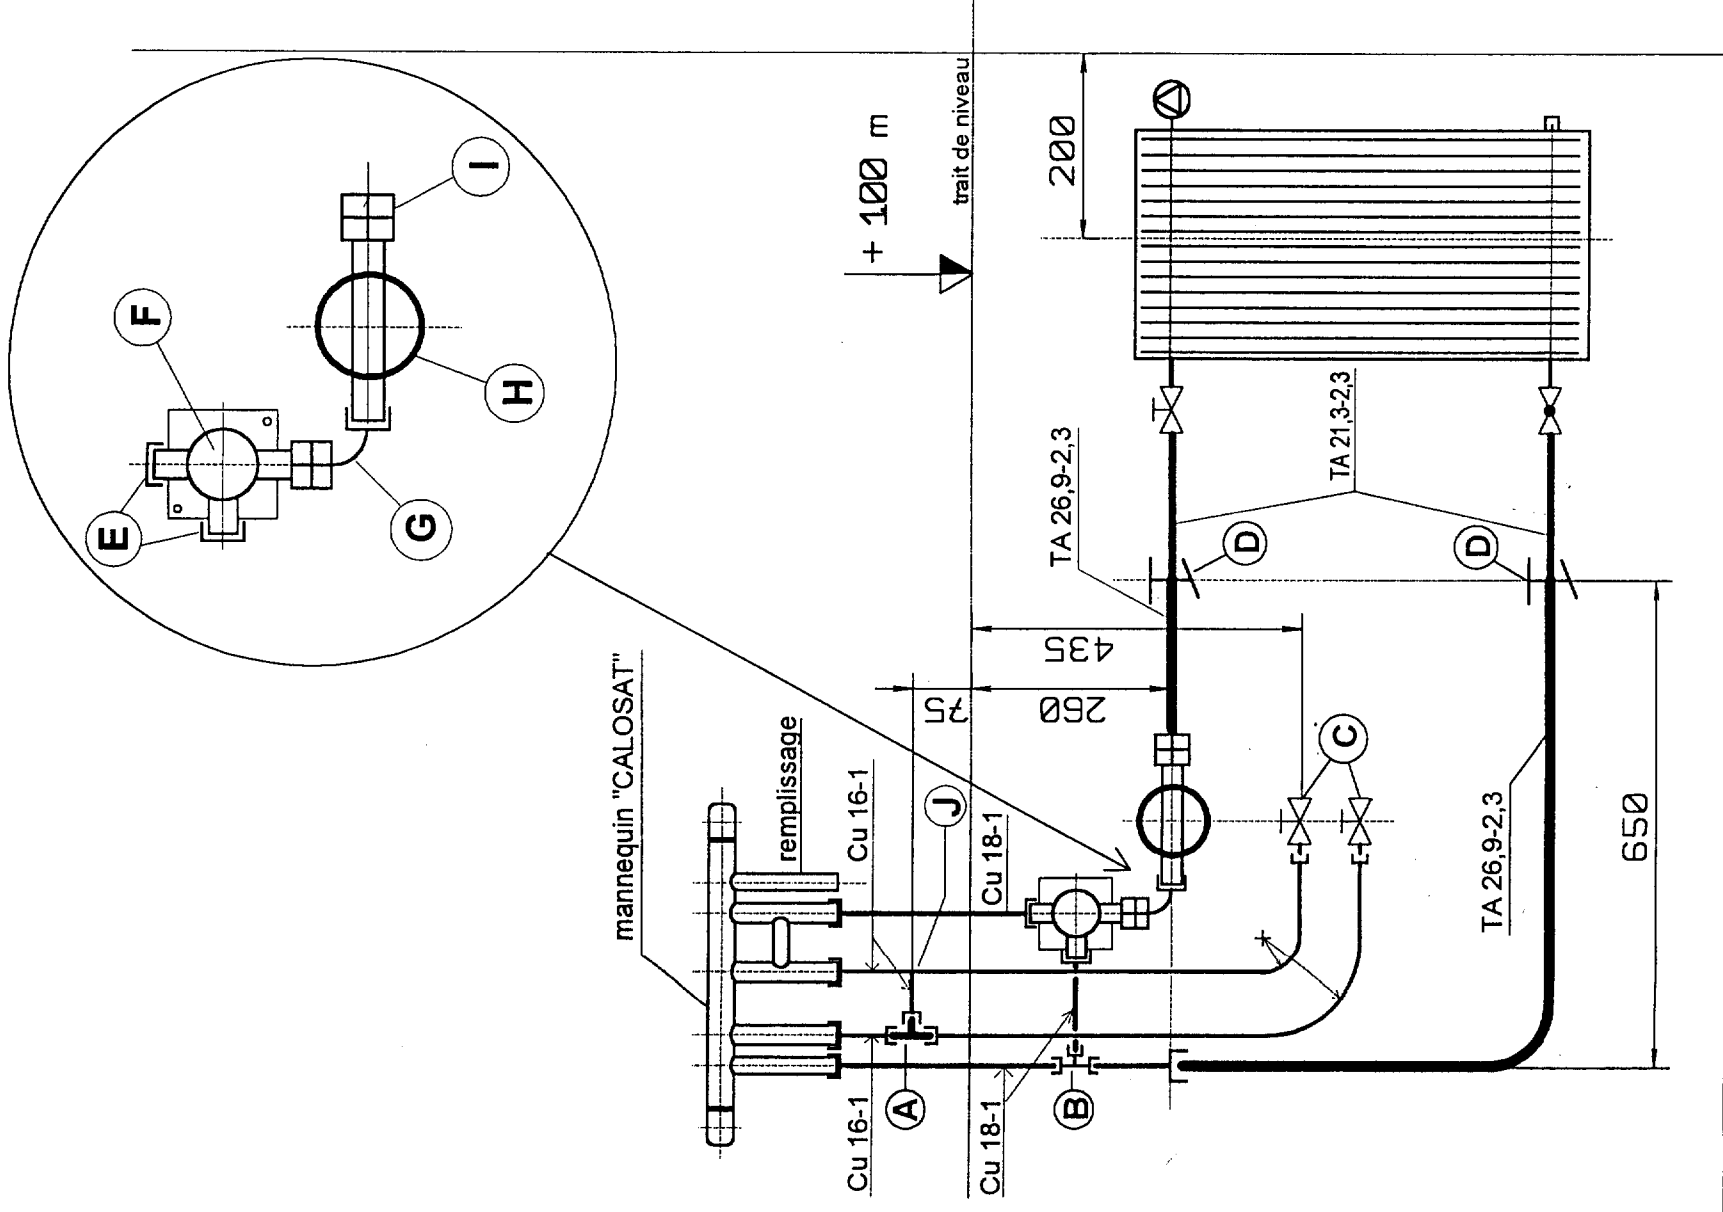 E
F
G
H
I
mannequin "CALOSAT"
remplissage
Cu 16-1
J
Cu 18-1
75
260
435
+ 100 m
trait de niveau
200
TA 26,9-2,3
TA 21,3-2,3
D
D
C
TA 26,9-2,3
650
Cu 16-1
A
Cu 18-1
B